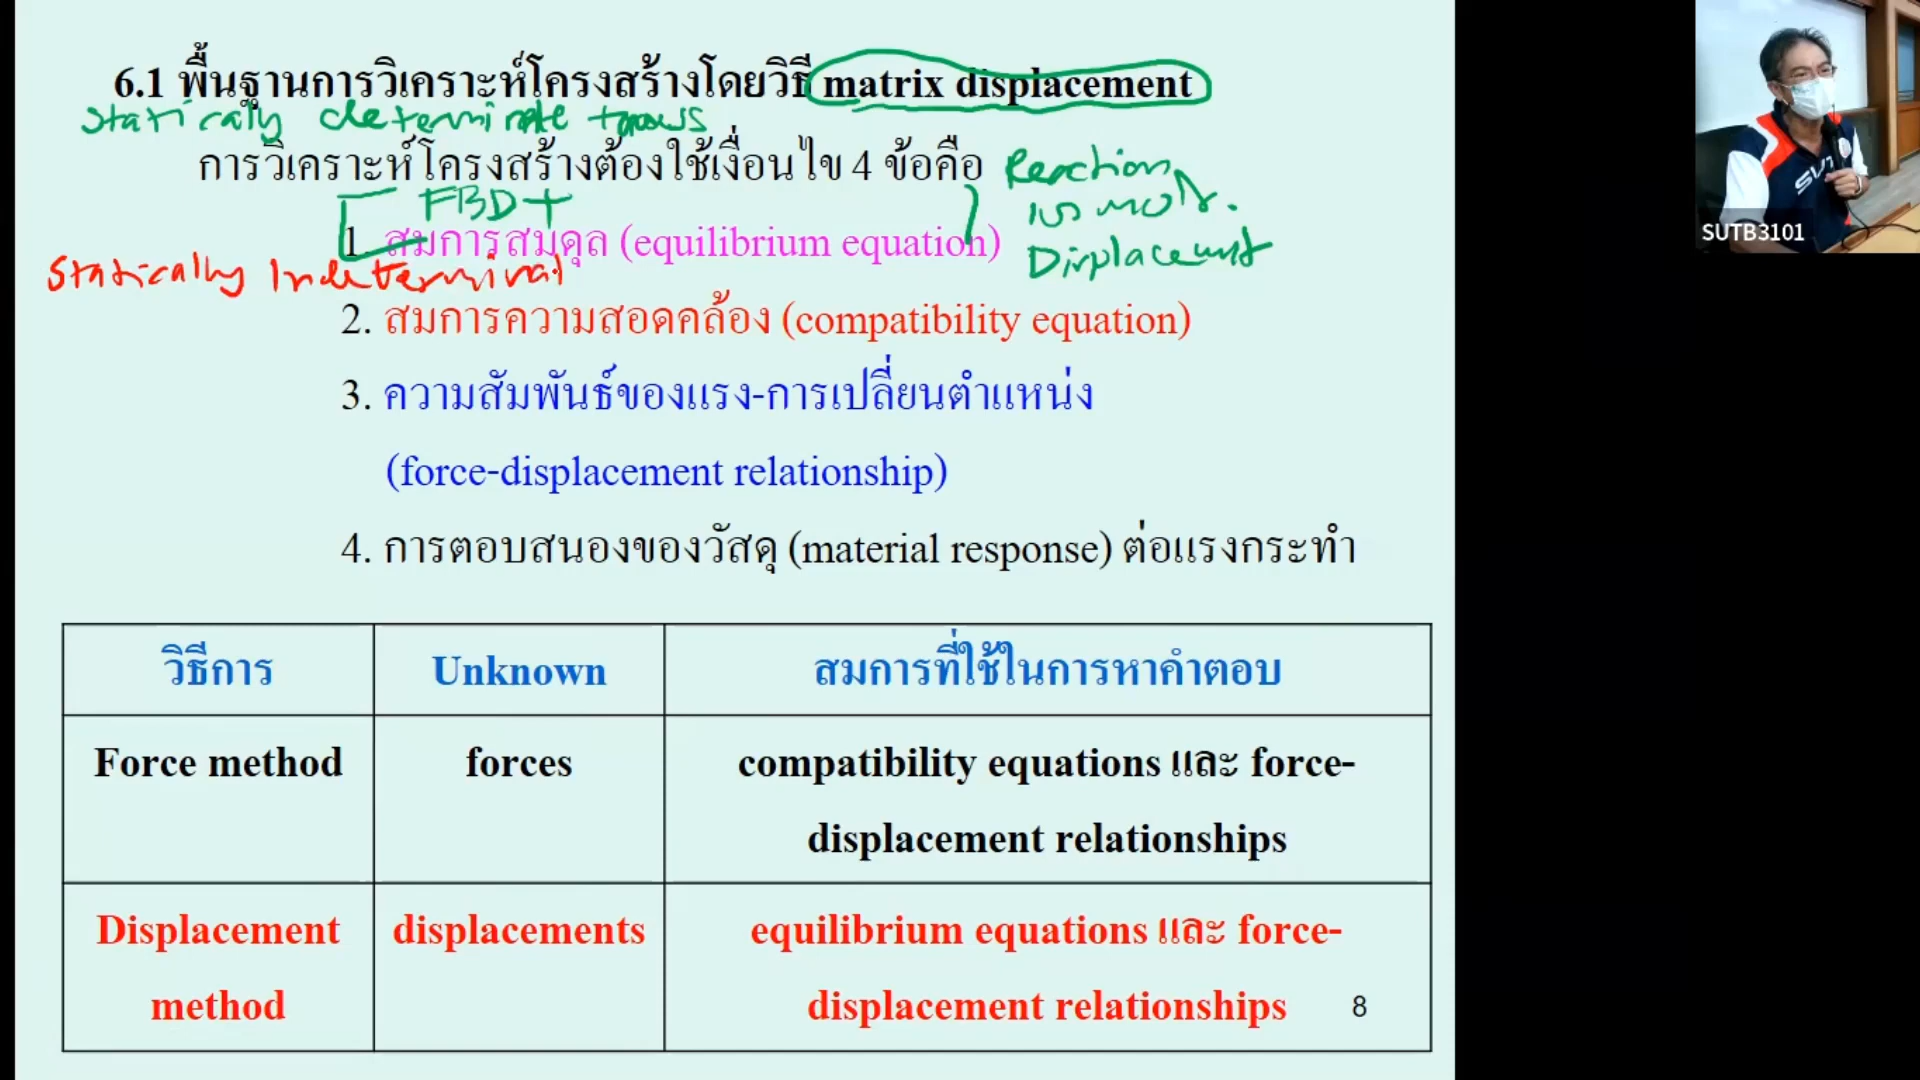 6.1 พื้นฐานการวิเคราะห์โครงสร้างโดยวิธี matrix displacement
Statically determinate
การวิเคราะห์โครงสร้างต้องใช้เงื่อนไข 4 ข้อคือ
Reaction
FBD+
1. สมการสมดุล (equilibrium equation)
Displacement
Statically Indeterminat
2. สมการความสอดคล้อง (compatibility equation)
3. ความสัมพันธ์ของแรง-การเปลี่ยนตำแหน่ง
(force-displacement relationship)
4. การตอบสนองของวัสดุ (material response) ต่อแรงกระทำ
วิธีการ Unknown สมการที่ใช้ในการหาคำตอบ
Force method forces compatibility equations และ force-
displacement relationships
Displacement displacements equilibrium equations และ force-
method displacement relationships
8
SUTB3101